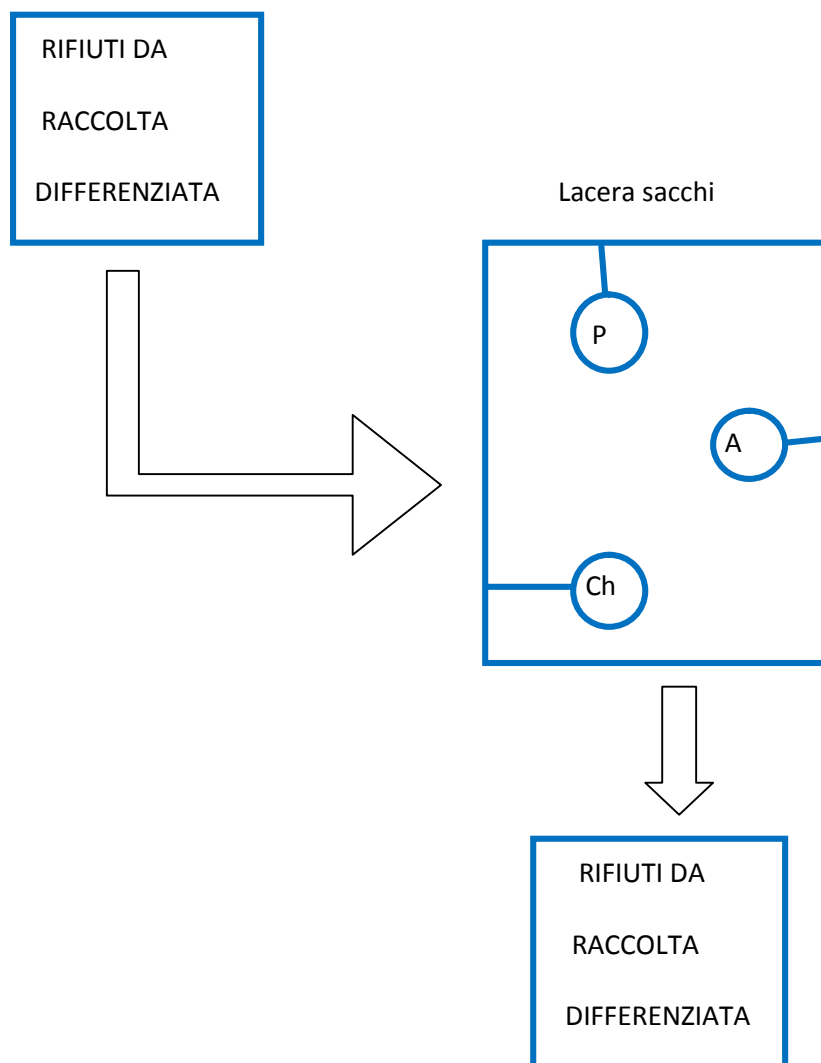 RIFIUTI DA
RACCOLTA
DIFFERENZIATA
Lacera sacchi
P
A
Ch
RIFIUTI DA
RACCOLTA
DIFFERENZIATA